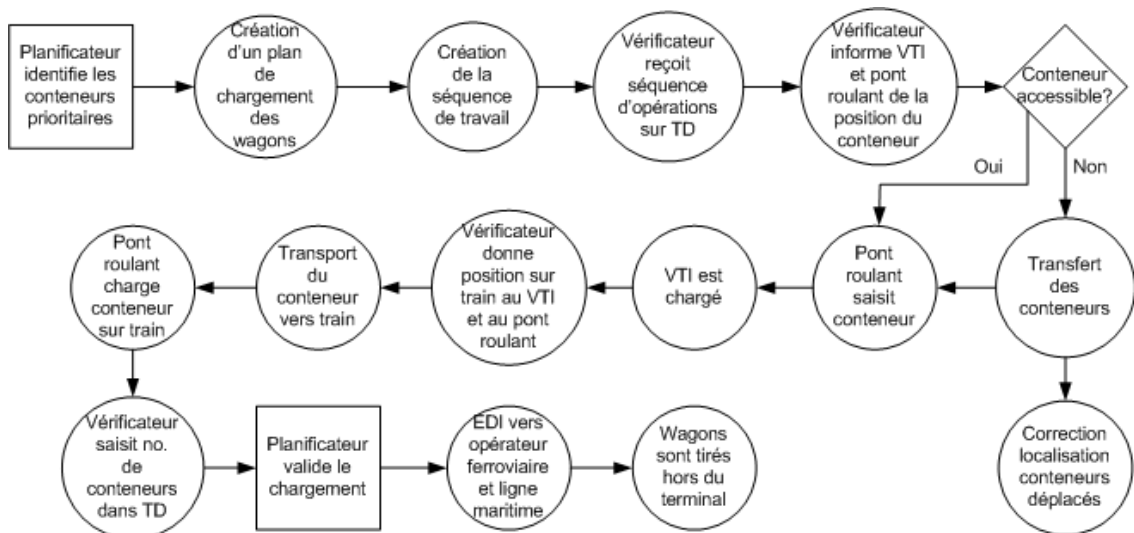 Planificateur
identifie les
conteneurs
prioritaires
Création
d'un plan
de
chargement
des
wagons
Création
de la
séquence
de travail
Vérificateur
reçoit
séquence
d'opérations
sur TD
Vérificateur
informe VTI
et pont
roulant de la
position du
conteneur
Conteneur
accessible?
Oui
Non
Transfert
des
conteneurs
Pont
roulant
saisit
conteneur
VTI est
chargé
Vérificateur
donne
position sur
train au VTI
et au pont
roulant
Transport
du
conteneur
vers train
Pont
roulant
charge
conteneur
sur train
Vérificateur
saisit no.
de
conteneurs
dans TD
Planificateur
valide le
chargement
EDI vers
opérateur
ferroviaire
et ligne
maritime
Wagons
sont tirés
hors du
terminal
Correction
localisation
conteneurs
déplacés